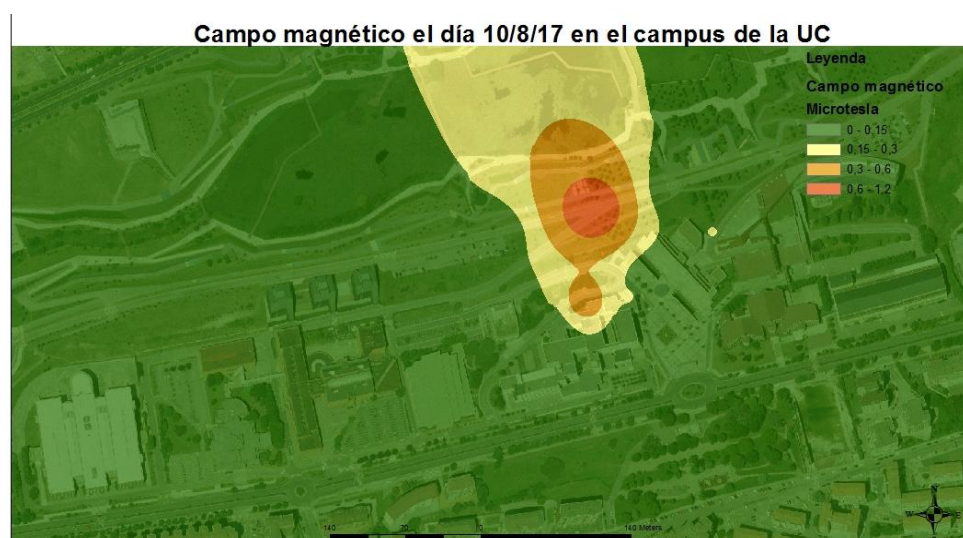 Campo magnético el día 10/8/17 en el campus de la UC
Leyenda
Campo magnético
Microtesla
0 - 0,15
0,15 - 0,3
0,3 - 0,6
0,6 - 1,2
N
E
140 70 0 140 Meters